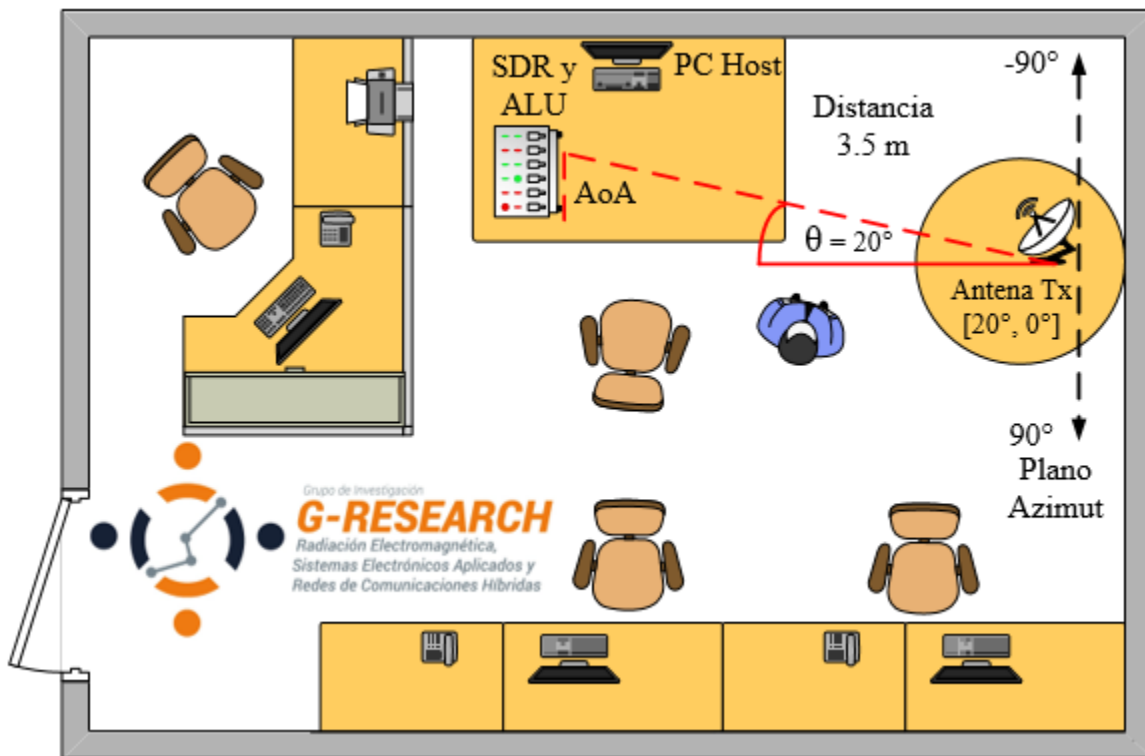 SDR y
ALU
PC Host
AoA
Distancia
3.5 m
-90°
θ = 20°
Antena Tx
[20°, 0°]
90°
Plano
Azimut
Grupo de Investigación
G-RESEARCH
Radiación Electromagnética,
Sistemas Electrónicos Aplicados y
Redes de Comunicaciones Híbridas